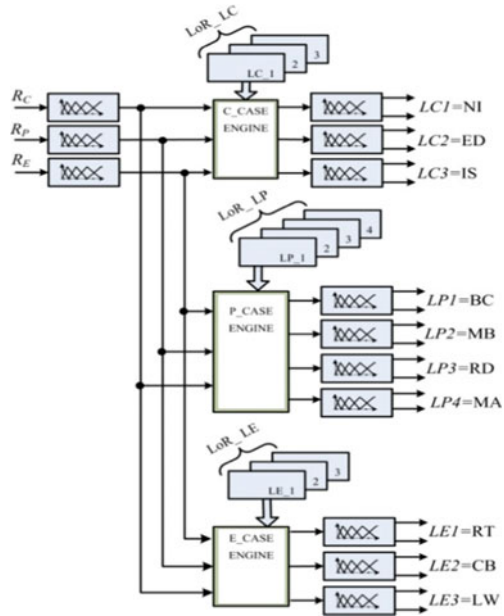 LoR_LC
3
2
LC_1
R_C
C_CASE
ENGINE
LC1=NI
R_P
LC2=ED
R_E
LC3=IS
LoR_LP
4
3
2
LP_1
P_CASE
ENGINE
LP1=BC
LP2=MB
LP3=RD
LP4=MA
LoR_LE
3
2
LE_1
E_CASE
ENGINE
LE1=RT
LE2=CB
LE3=LW